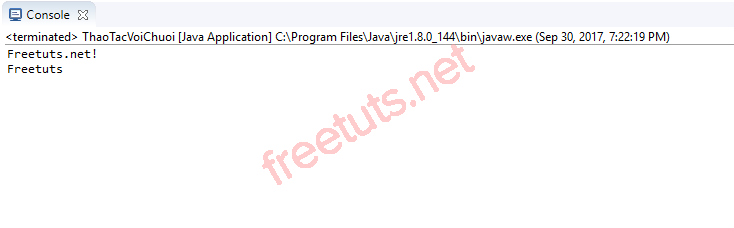 Console
<terminated> ThaoTacVoiChuoi [Java Application] C:\Program Files\Java\jre1.8.0_144\bin\javaw.exe (Sep 30, 2017, 7:22:19 PM)
Freetuts.net!
Freetuts
freetuts.net